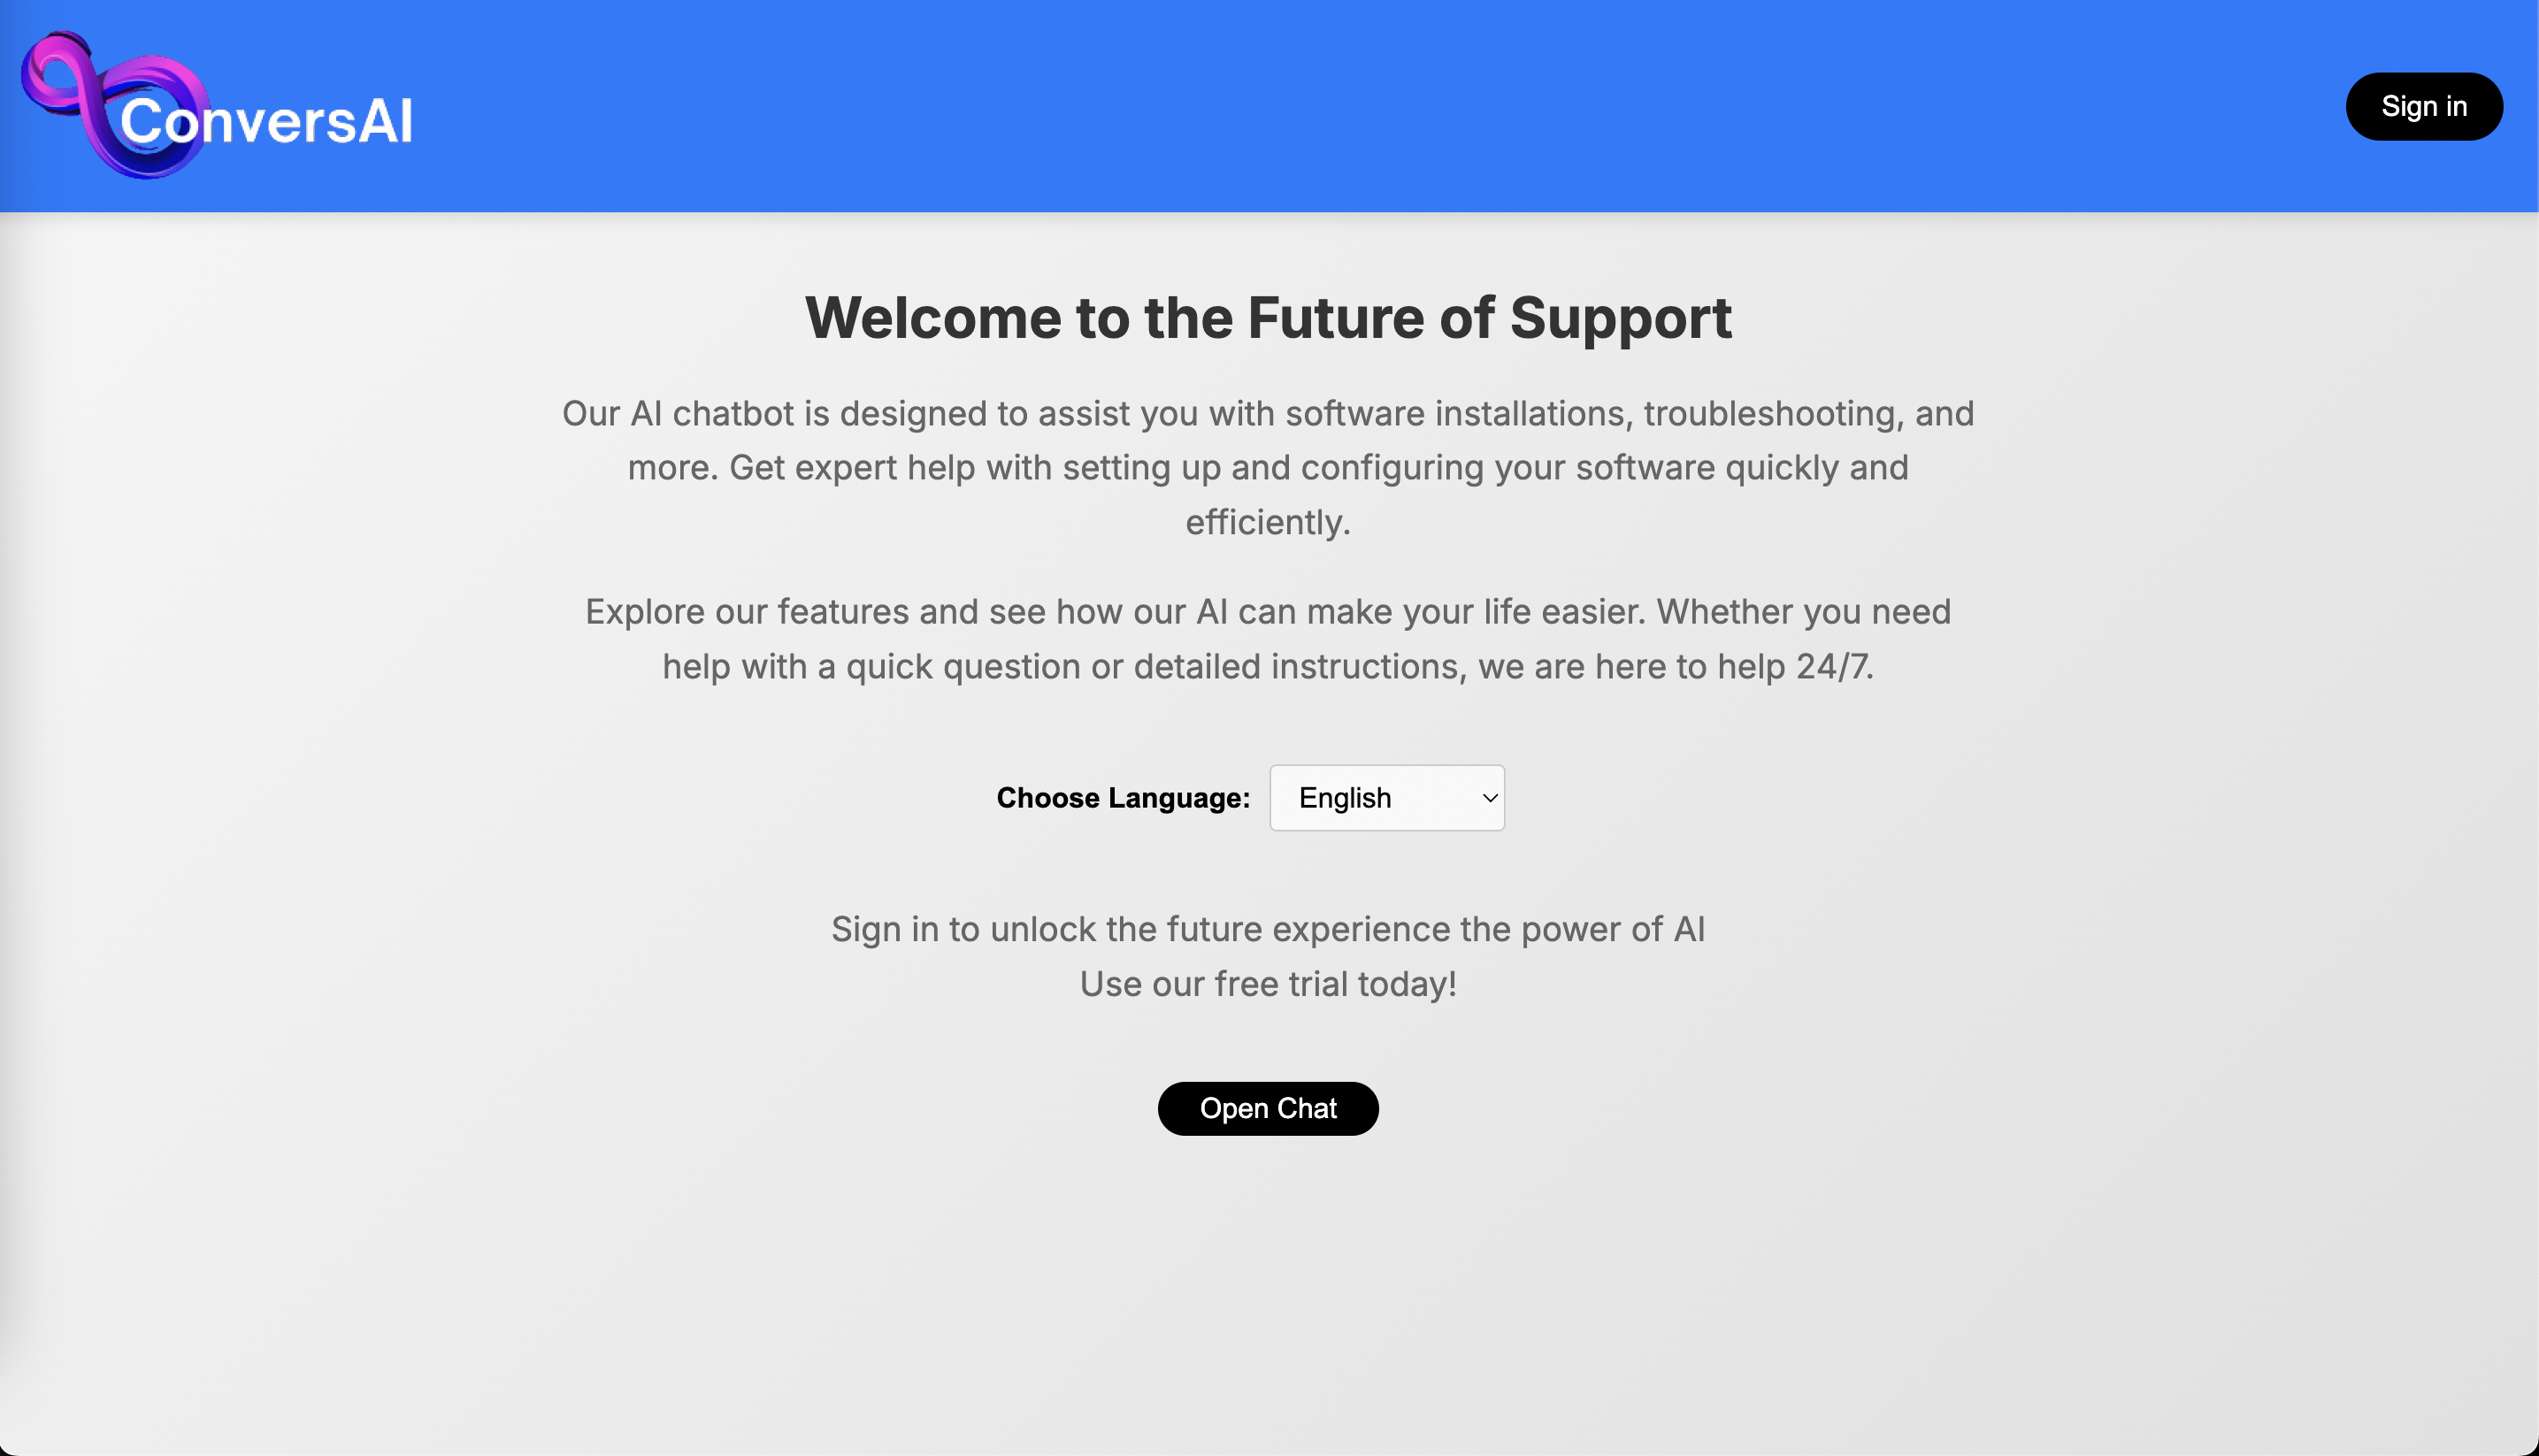 ConversAI
Sign in
Welcome to the Future of Support
Our AI chatbot is designed to assist you with software installations, troubleshooting, and
more. Get expert help with setting up and configuring your software quickly and
efficiently.
Explore our features and see how our AI can make your life easier. Whether you need
help with a quick question or detailed instructions, we are here to help 24/7.
Choose Language: English
Sign in to unlock the future experience the power of AI
Use our free trial today!
Open Chat